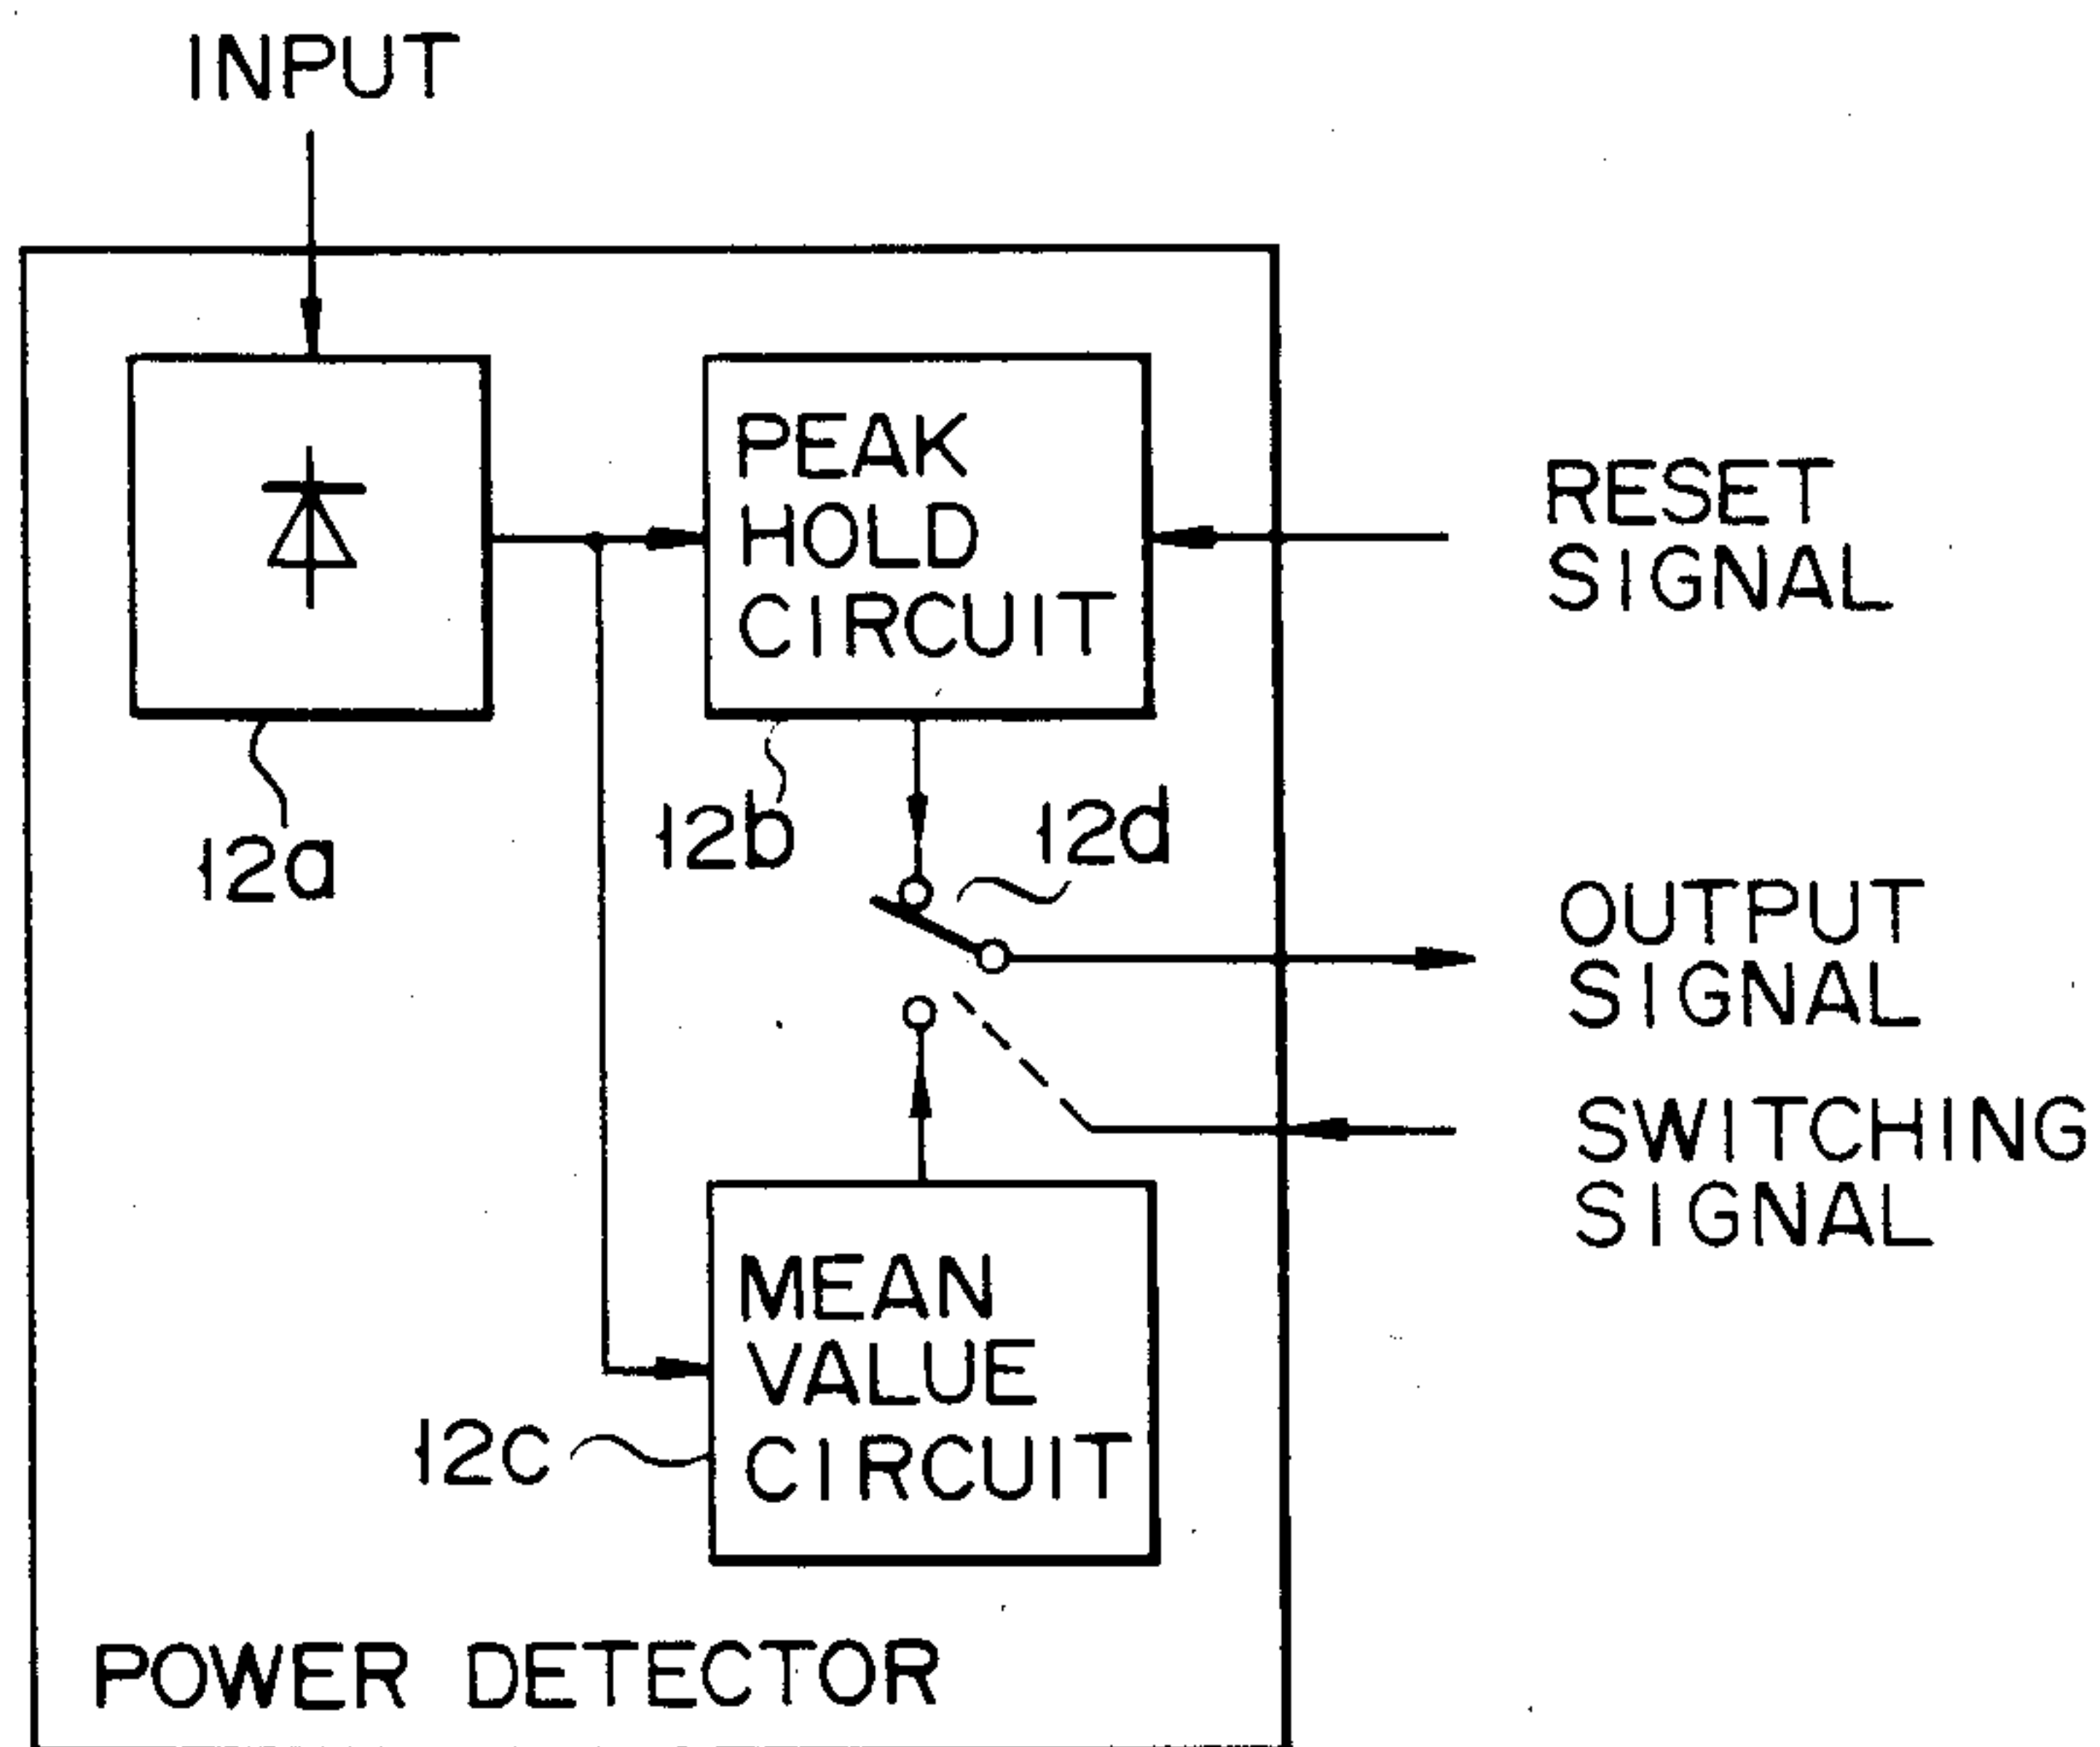 INPUT
PEAK
HOLD
CIRCUIT
RESET
SIGNAL
12a
12b
12d
OUTPUT
SIGNAL
SWITCHING
SIGNAL
MEAN
VALUE
CIRCUIT
12c
POWER DETECTOR